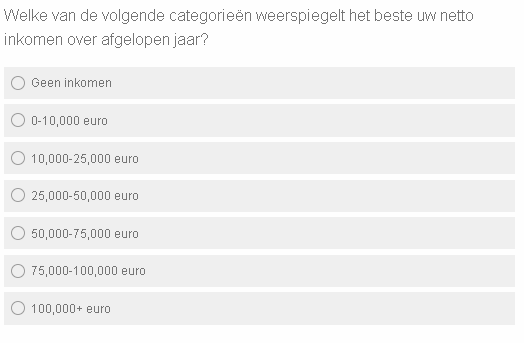 Welke van de volgende categorieën weerspiegelt het beste uw netto
inkomen over afgelopen jaar?
Geen inkomen
0-10,000 euro
10,000-25,000 euro
25,000-50,000 euro
50,000-75,000 euro
75,000-100,000 euro
100,000+ euro